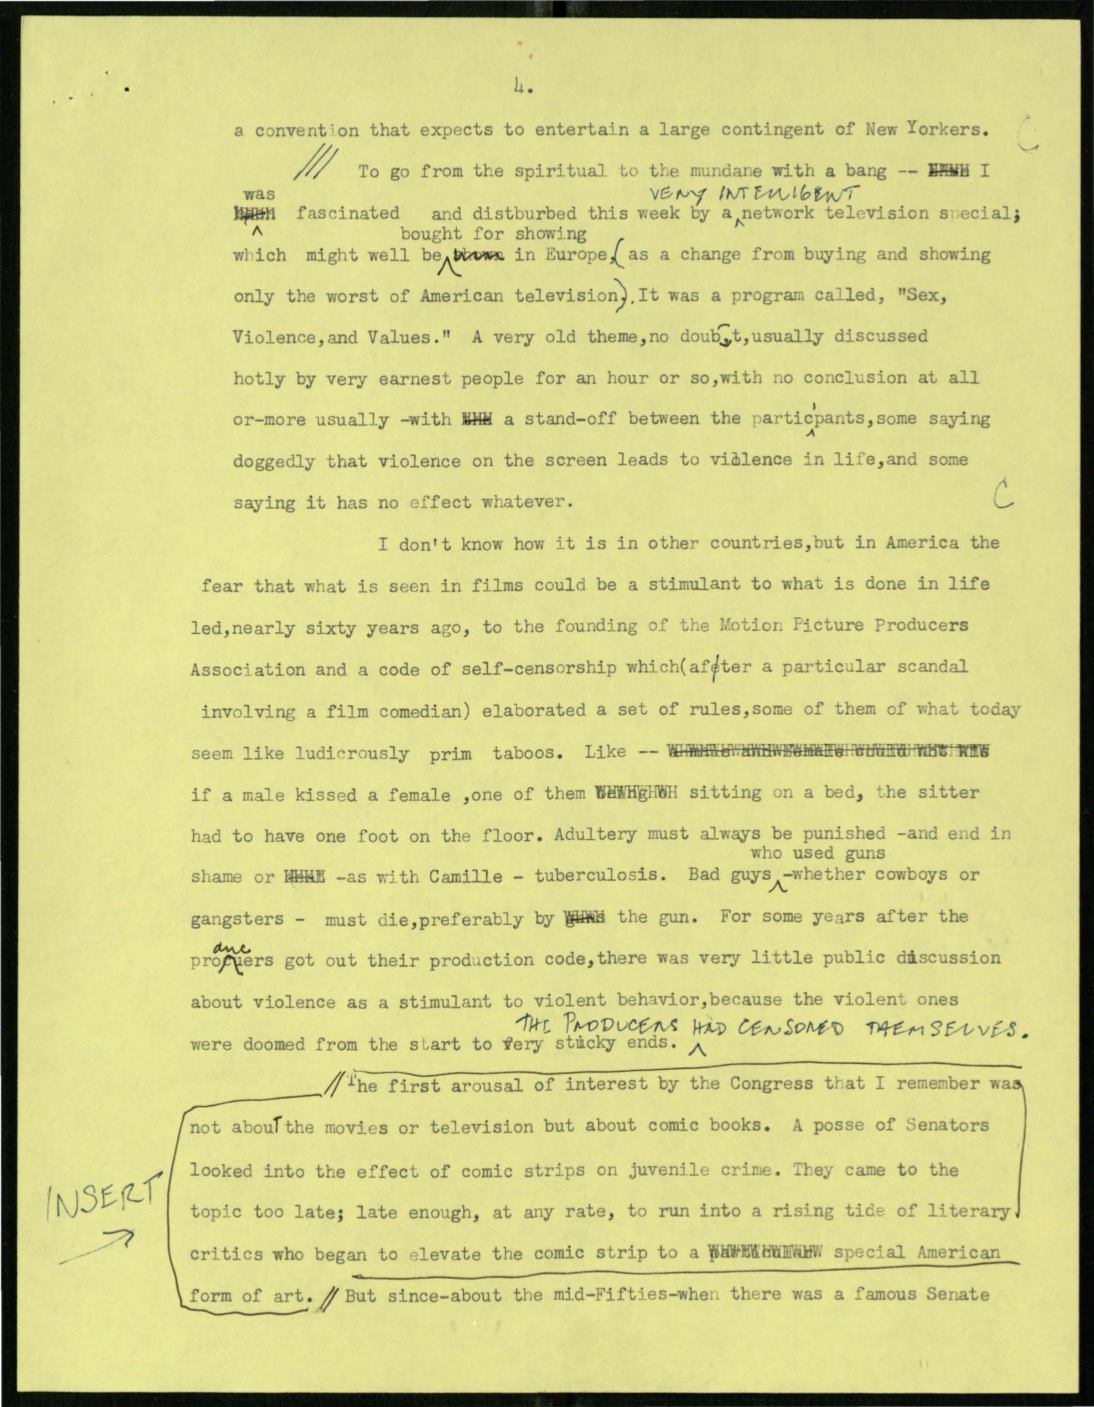 4.
a convention that expects to entertain a large contingent of New Yorkers.
/// To go from the spiritual to the mundane with a bang -- I
was VERY INTELLIGENT
fascinated and distburbed this week by a network television special;
bought for showing
which might well be in Europe, (as a change from buying and showing
only the worst of American television). It was a program called, "Sex,
Violence,and Values." A very old theme,no doubt,usually discussed
hotly by very earnest people for an hour or so,with no conclusion at all
or-more usually -with a stand-off between the particípants,some saying
doggedly that violence on the screen leads to violence in life,and some
saying it has no effect whatever.
C
I don't know how it is in other countries,but in America the
fear that what is seen in films could be a stimulant to what is done in life
led,nearly sixty years ago, to the founding of the Motion Picture Producers
Association and a code of self-censorship which(after a particular scandal
involving a film comedian) elaborated a set of rules,some of them of what today
seem like ludicrously prim taboos. Like --
if a male kissed a female ,one of them sitting on a bed, the sitter
had to have one foot on the floor. Adultery must always be punished -and end in
who used guns
shame or -as with Camille - tuberculosis. Bad guys -whether cowboys or
gangsters - must die,preferably by the gun. For some years after the
producers got out their production code,there was very little public discussion
about violence as a stimulant to violent behavior,because the violent ones
THE PRODUCERS HAD CENSORED THEMSELVES.
were doomed from the start to very sticky ends.
// The first arousal of interest by the Congress that I remember was
not about the movies or television but about comic books. A posse of Senators
looked into the effect of comic strips on juvenile crime. They came to the
INSERT
topic too late; late enough, at any rate, to run into a rising tide of literary
critics who began to elevate the comic strip to a special American
form of art. // But since-about the mid-Fifties-when there was a famous Senate